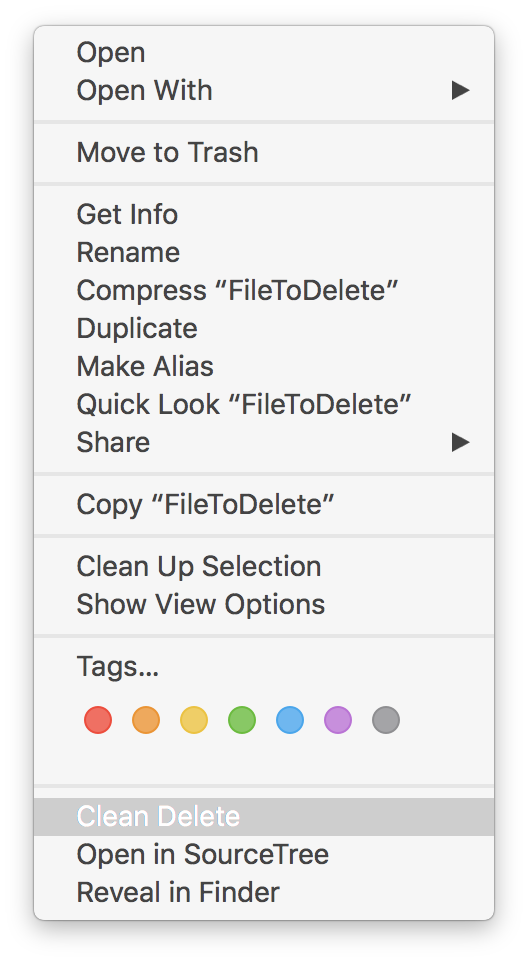 Open
Open With
Move to Trash
Get Info
Rename
Compress “FileToDelete”
Duplicate
Make Alias
Quick Look “FileToDelete”
Share
Copy “FileToDelete”
Clean Up Selection
Show View Options
Tags...
Clean Delete
Open in SourceTree
Reveal in Finder